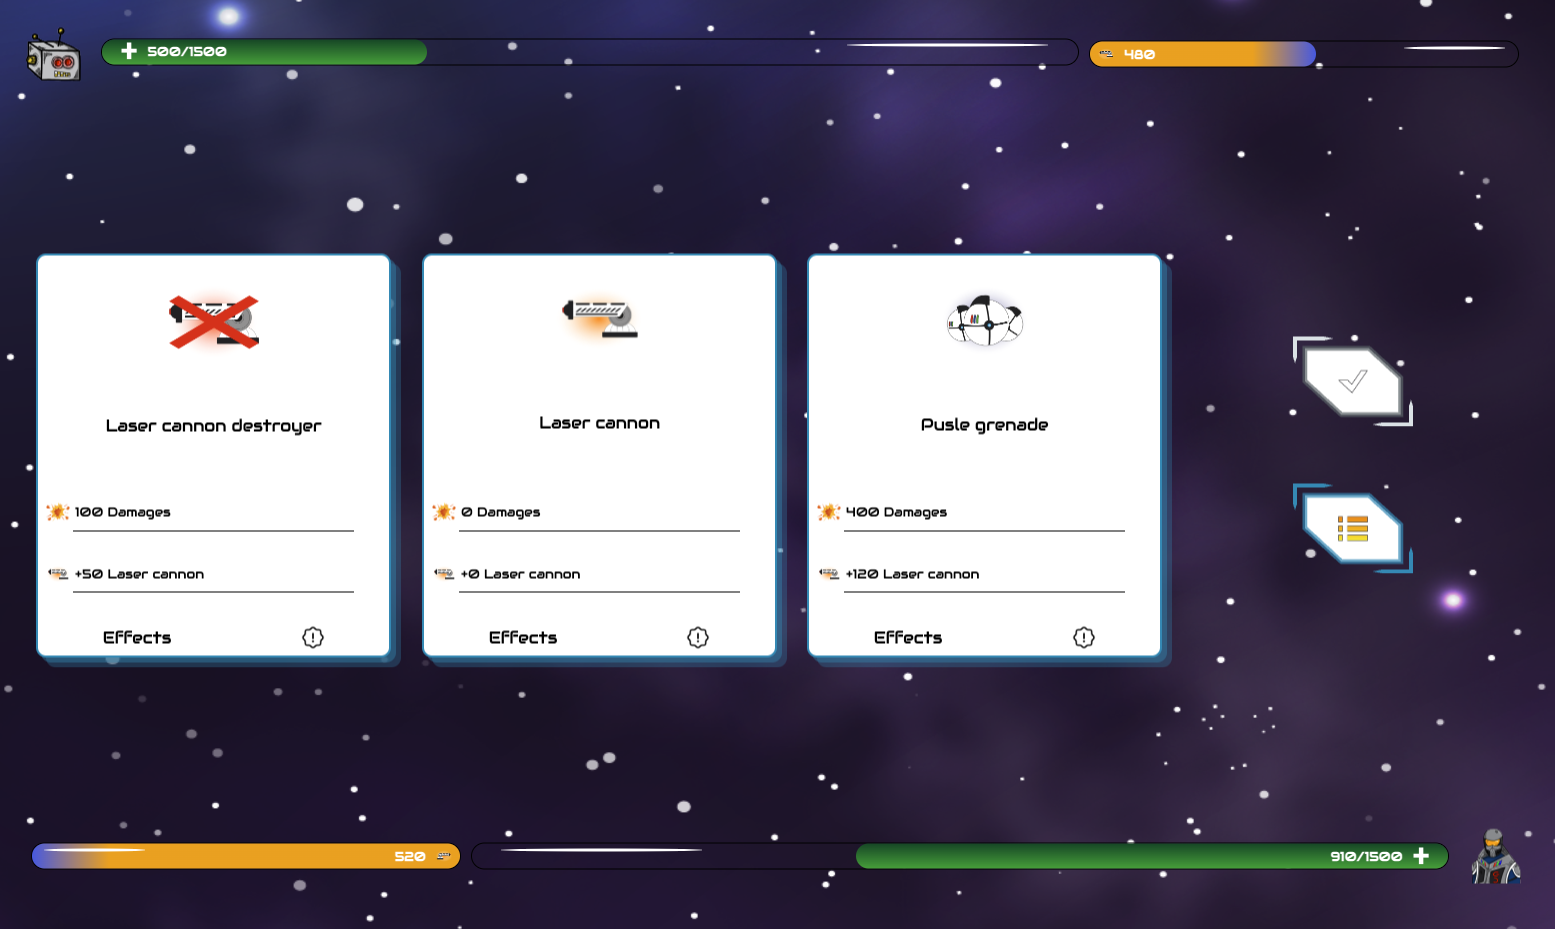 500/1500
480
Laser cannon destroyer
100 Damages
+50 Laser cannon
Effects
Laser cannon
0 Damages
+0 Laser cannon
Effects
Pusle grenade
400 Damages
+120 Laser cannon
Effects
520
910/1500